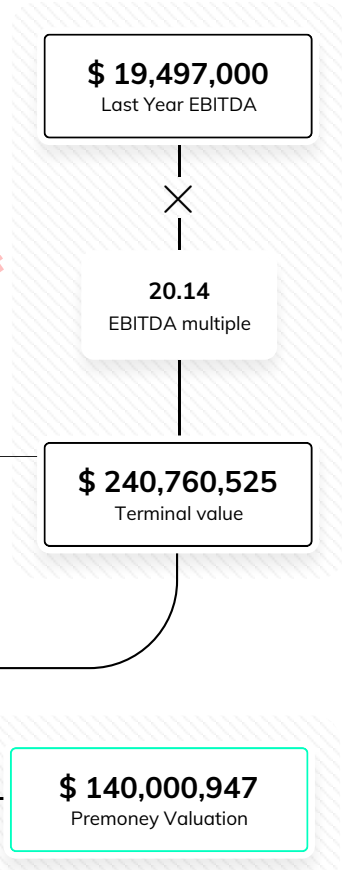 $ 19,497,000
Last Year EBITDA
20.14
EBITDA multiple
$ 240,760,525
Terminal value
$ 140,000,947
Premoney Valuation